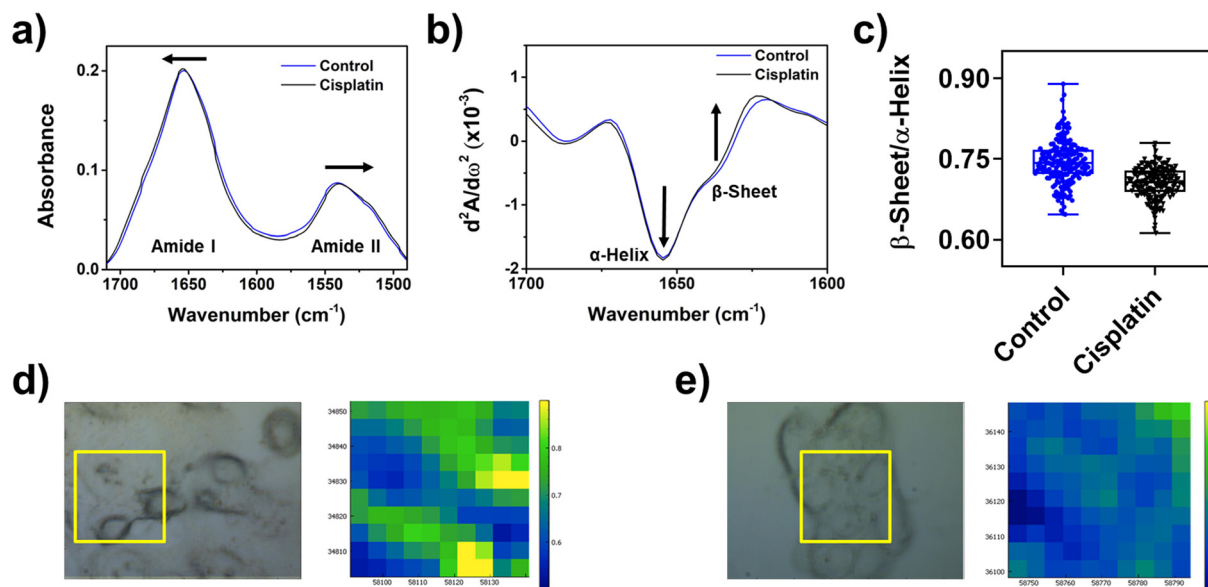 a)
Control
Cisplatin
Absorbance
0.2
0.1
0.0
Amide I
Amide II
1700
1650
1600
1550
1500
Wavenumber (cm⁻¹)
b)
Control
Cisplatin
d²A/dω² (x10⁻³)
1
0
-1
-2
α-Helix
β-Sheet
1700
1650
1600
Wavenumber (cm⁻¹)
c)
β-Sheet/α-Helix
0.90
0.75
0.60
Control
Cisplatin
d)
34850
34840
34830
34820
34810
58100
58110
58120
58130
0.8
0.7
0.6
0.5
e)
36140
36130
36120
36110
36100
58750
58760
58770
58780
58790